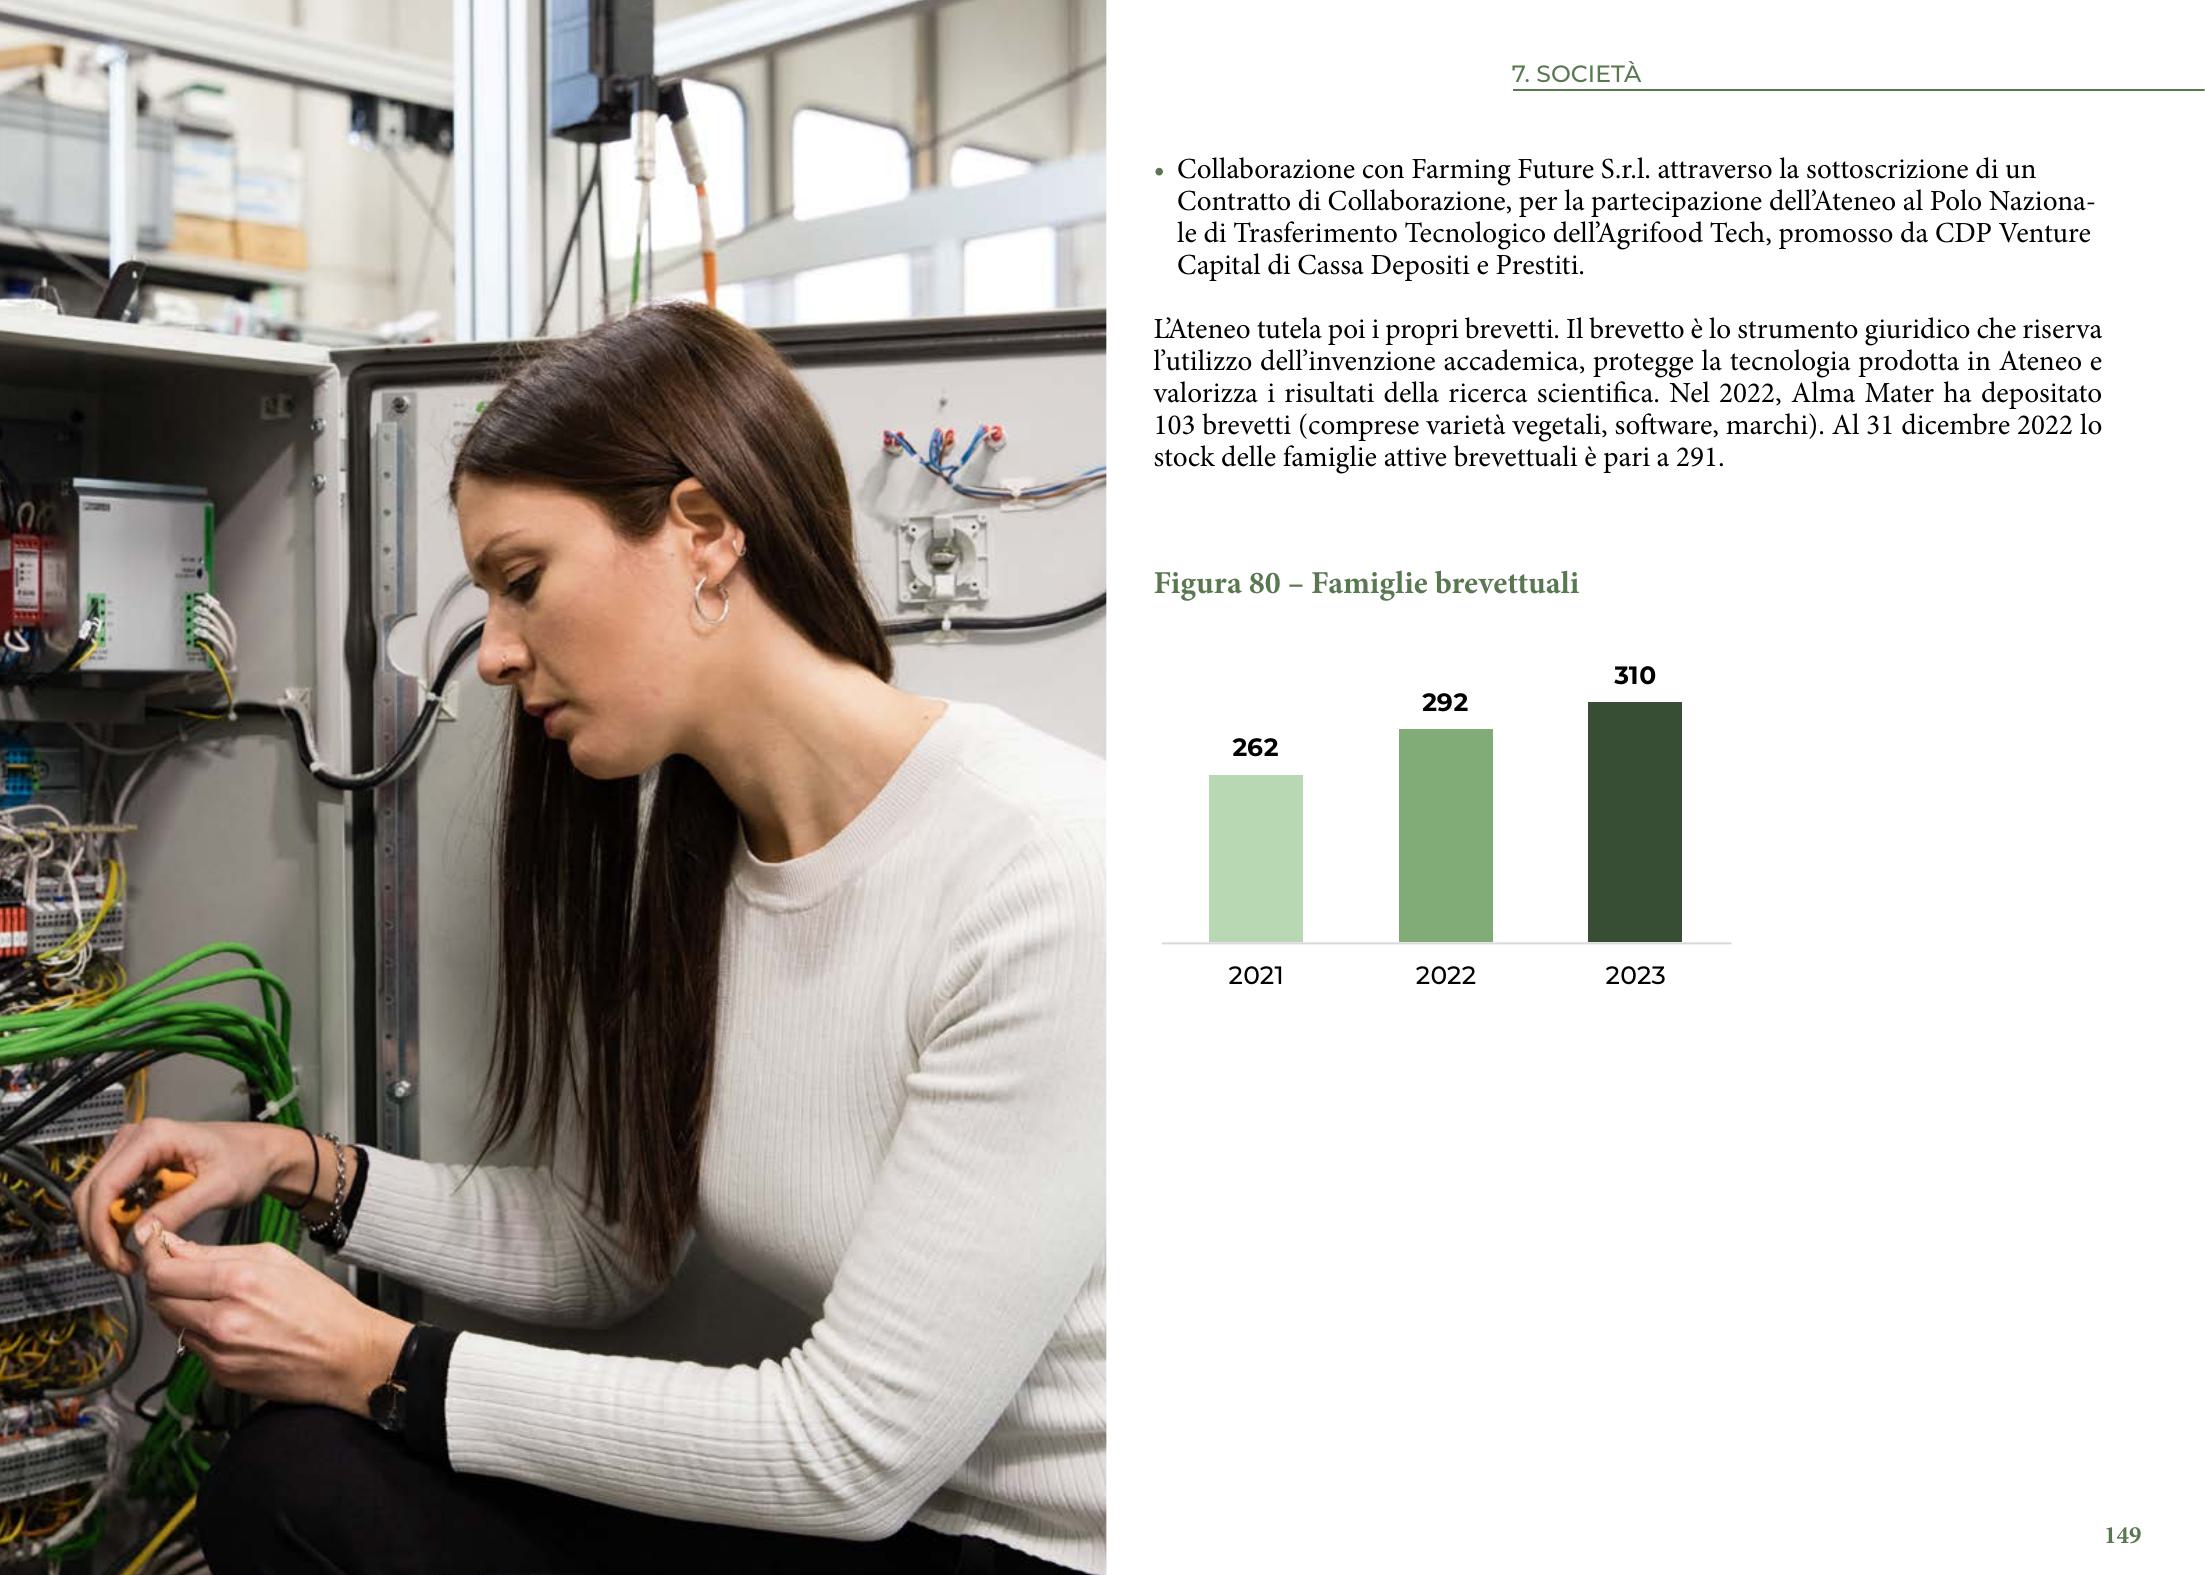 7. SOCIETÀ
• Collaborazione con Farming Future S.r.l. attraverso la sottoscrizione di un
Contratto di Collaborazione, per la partecipazione dell’Ateneo al Polo Naziona-
le di Trasferimento Tecnologico dell’Agrifood Tech, promosso da CDP Venture
Capital di Cassa Depositi e Prestiti.
L’Ateneo tutela poi i propri brevetti. Il brevetto è lo strumento giuridico che riserva
l’utilizzo dell’invenzione accademica, protegge la tecnologia prodotta in Ateneo e
valorizza i risultati della ricerca scientifica. Nel 2022, Alma Mater ha depositato
103 brevetti (comprese varietà vegetali, software, marchi). Al 31 dicembre 2022 lo
stock delle famiglie attive brevettuali è pari a 291.
Figura 80 – Famiglie brevettuali
262 292 310
2021 2022 2023
149